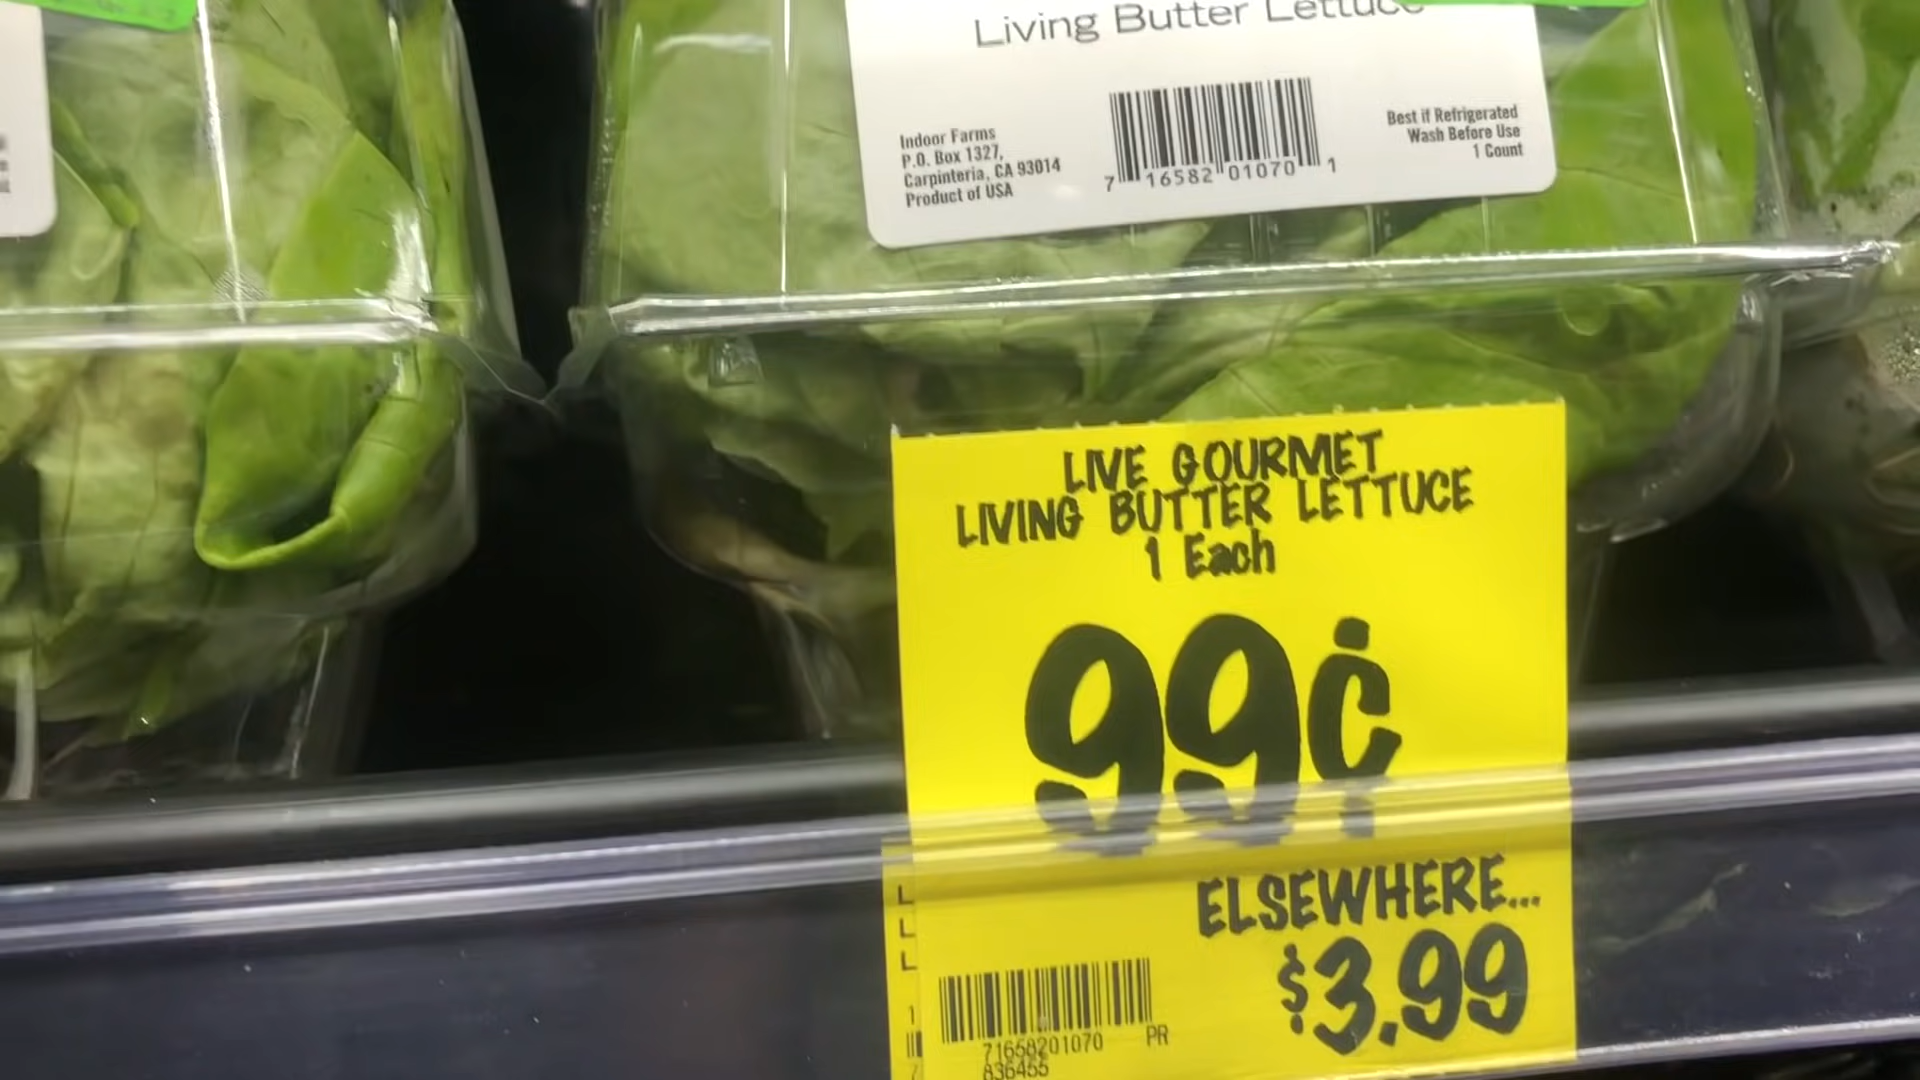 Living Butter Lettuce
Indoor Farms
P.O. Box 1327,
Carpinteria, CA 93014
Product of USA
7 16582 01070 1
Best if Refrigerated
Wash Before Use
1 Count
LIVE GOURMET
LIVING BUTTER LETTUCE
1 Each
99¢
ELSEWHERE...
$3.99
71658201070 PR
836455
L
L
L
1
7